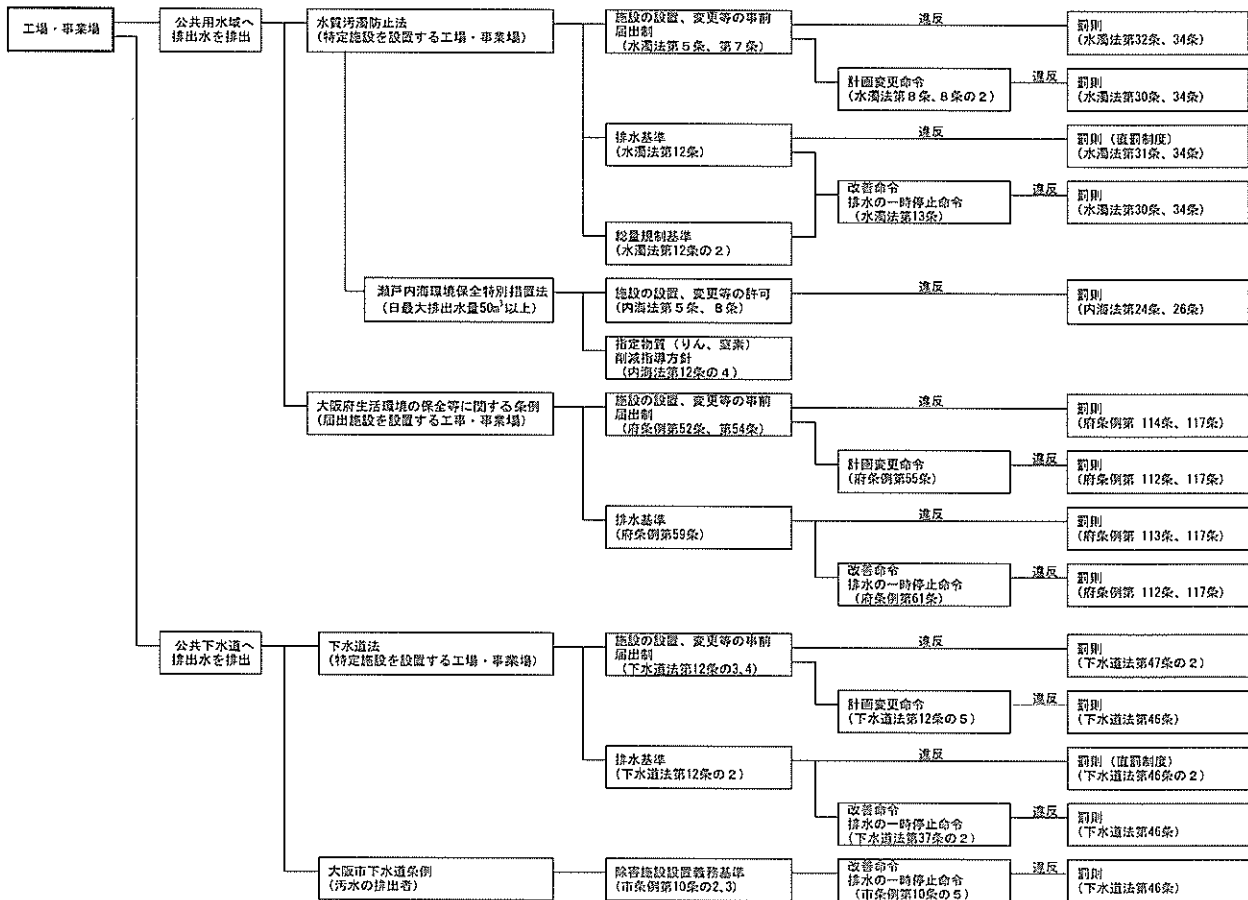 工場・事業場
公共用水域へ
排出水を排出
水質汚濁防止法
(特定施設を設置する工場・事業場)
施設の設置、変更等の事前
届出制
(水濁法第5条、第7条)
違反
罰則
(水濁法第32条、34条)
計画変更命令
(水濁法第8条、8条の2)
違反
罰則
(水濁法第30条、34条)
排水基準
(水濁法第12条)
違反
罰則(直罰制度)
(水濁法第31条、34条)
改善命令
排水の一時停止命令
(水濁法第13条)
違反
罰則
(水濁法第30条、34条)
総量規制基準
(水濁法第12条の2)
瀬戸内海環境保全特別措置法
(日最大排出水量50㎥以上)
施設の設置、変更等の許可
(内海法第5条、8条)
違反
罰則
(内海法第24条、26条)
指定物質(りん、窒素)
削減指導方針
(内海法第12条の4)
大阪府生活環境の保全等に関する条例
(届出施設を設置する工事・事業場)
施設の設置、変更等の事前
届出制
(府条例第52条、第54条)
違反
罰則
(府条例第 114条、117条)
計画変更命令
(府条例第55条)
違反
罰則
(府条例第 112条、117条)
排水基準
(府条例第59条)
違反
罰則
(府条例第 113条、117条)
改善命令
排水の一時停止命令
(府条例第61条)
違反
罰則
(府条例第 112条、117条)
公共下水道へ
排出水を排出
下水道法
(特定施設を設置する工場・事業場)
施設の設置、変更等の事前
届出制
(下水道法第12条の3、4)
違反
罰則
(下水道法第47条の2)
計画変更命令
(下水道法第12条の5)
違反
罰則
(下水道法第46条)
排水基準
(下水道法第12条の2)
違反
罰則(直罰制度)
(下水道法第46条の2)
改善命令
排水の一時停止命令
(下水道法第37条の2)
違反
罰則
(下水道法第46条)
大阪市下水道条例
(汚水の排出者)
除害施設設置義務基準
(市条例第10条の2、3)
改善命令
排水の一時停止命令
(市条例第10条の5)
違反
罰則
(下水道法第46条)